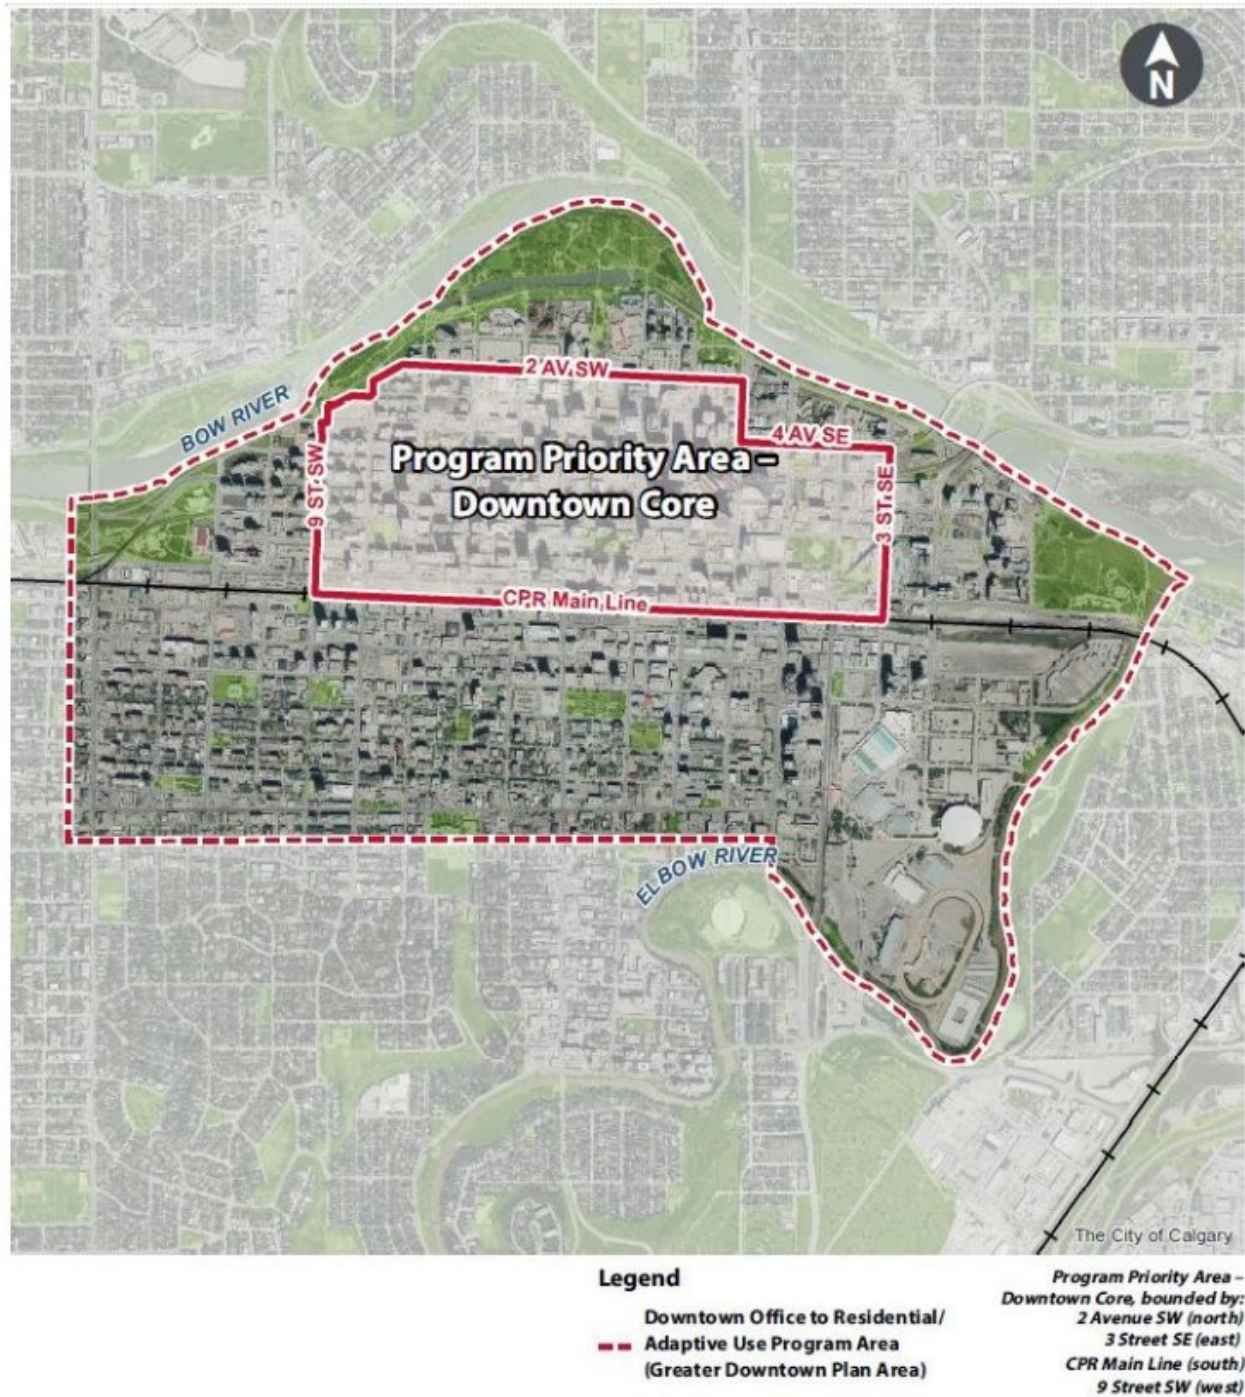 N
2 AV SW
BOW RIVER
4 AV SE
Program Priority Area –
Downtown Core
9 ST SW
3 ST SE
CPR Main Line
ELBOW RIVER
The City of Calgary
Legend
Downtown Office to Residential/
Adaptive Use Program Area
(Greater Downtown Plan Area)
Program Priority Area –
Downtown Core, bounded by:
2 Avenue SW (north)
3 Street SE (east)
CPR Main Line (south)
9 Street SW (west)